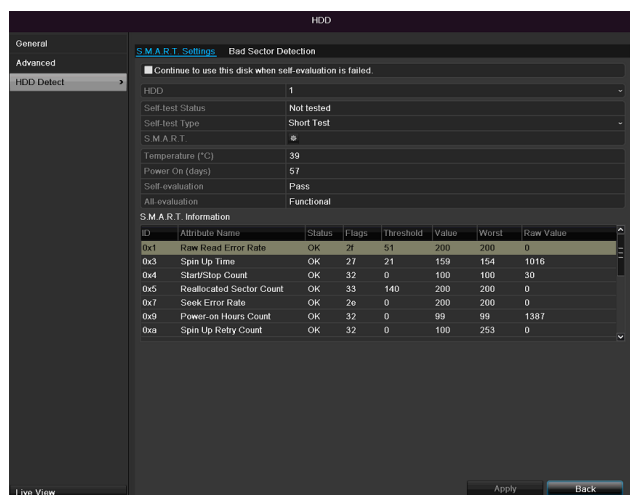 HDD
General
Advanced
HDD Detect
S.M.A.R.T. Settings Bad Sector Detection
Continue to use this disk when self-evaluation is failed.
HDD 1
Self-test Status Not tested
Self-test Type Short Test
S.M.A.R.T.
Temperature (°C) 39
Power On (days) 57
Self-evaluation Pass
All-evaluation Functional
S.M.A.R.T. Information
ID Attribute Name Status Flags Threshold Value Worst Raw Value
0x1 Raw Read Error Rate OK 2f 51 200 200 0
0x3 Spin Up Time OK 27 21 159 154 1016
0x4 Start/Stop Count OK 32 0 100 100 30
0x5 Reallocated Sector Count OK 33 140 200 200 0
0x7 Seek Error Rate OK 2e 0 200 200 0
0x9 Power-on Hours Count OK 32 0 99 99 1387
0xa Spin Up Retry Count OK 32 0 100 253 0
Live View Apply Back